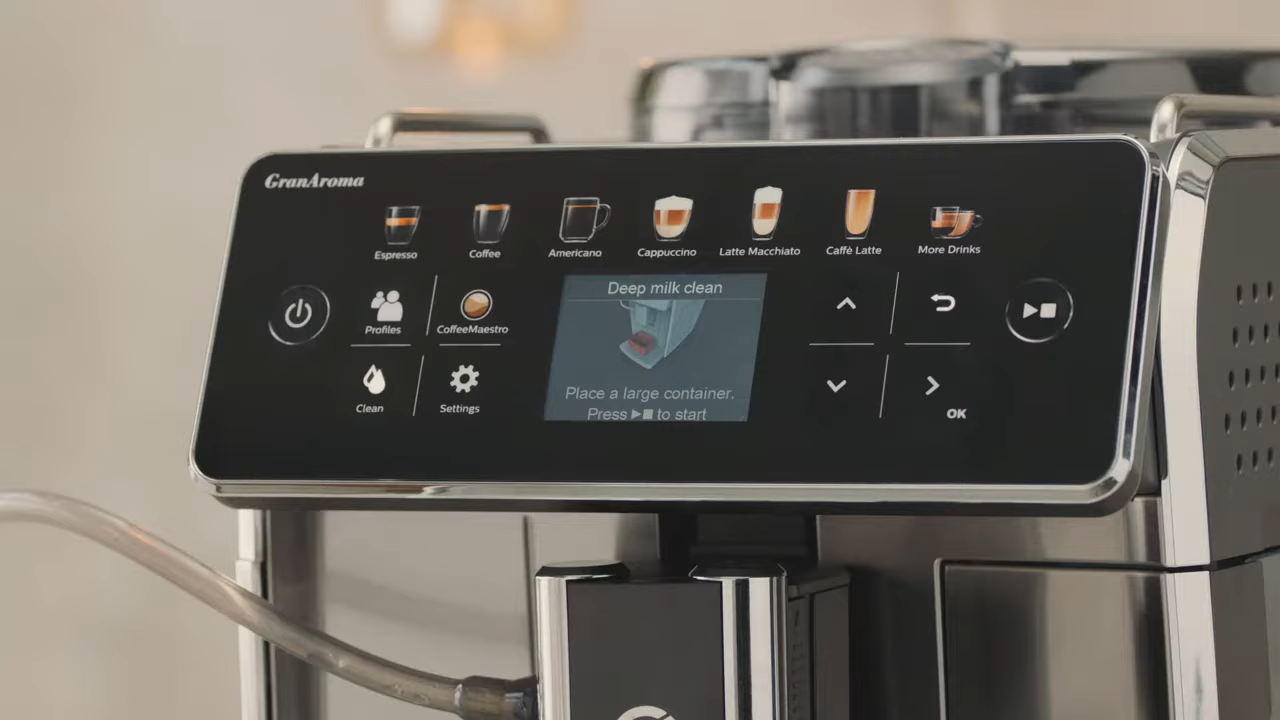 GranAroma
Espresso
Coffee
Americano
Cappuccino
Latte Macchiato
Caffè Latte
More Drinks
Profiles
CoffeeMaestro
Clean
Settings
Deep milk clean
Place a large container.
Press ▶■ to start
OK